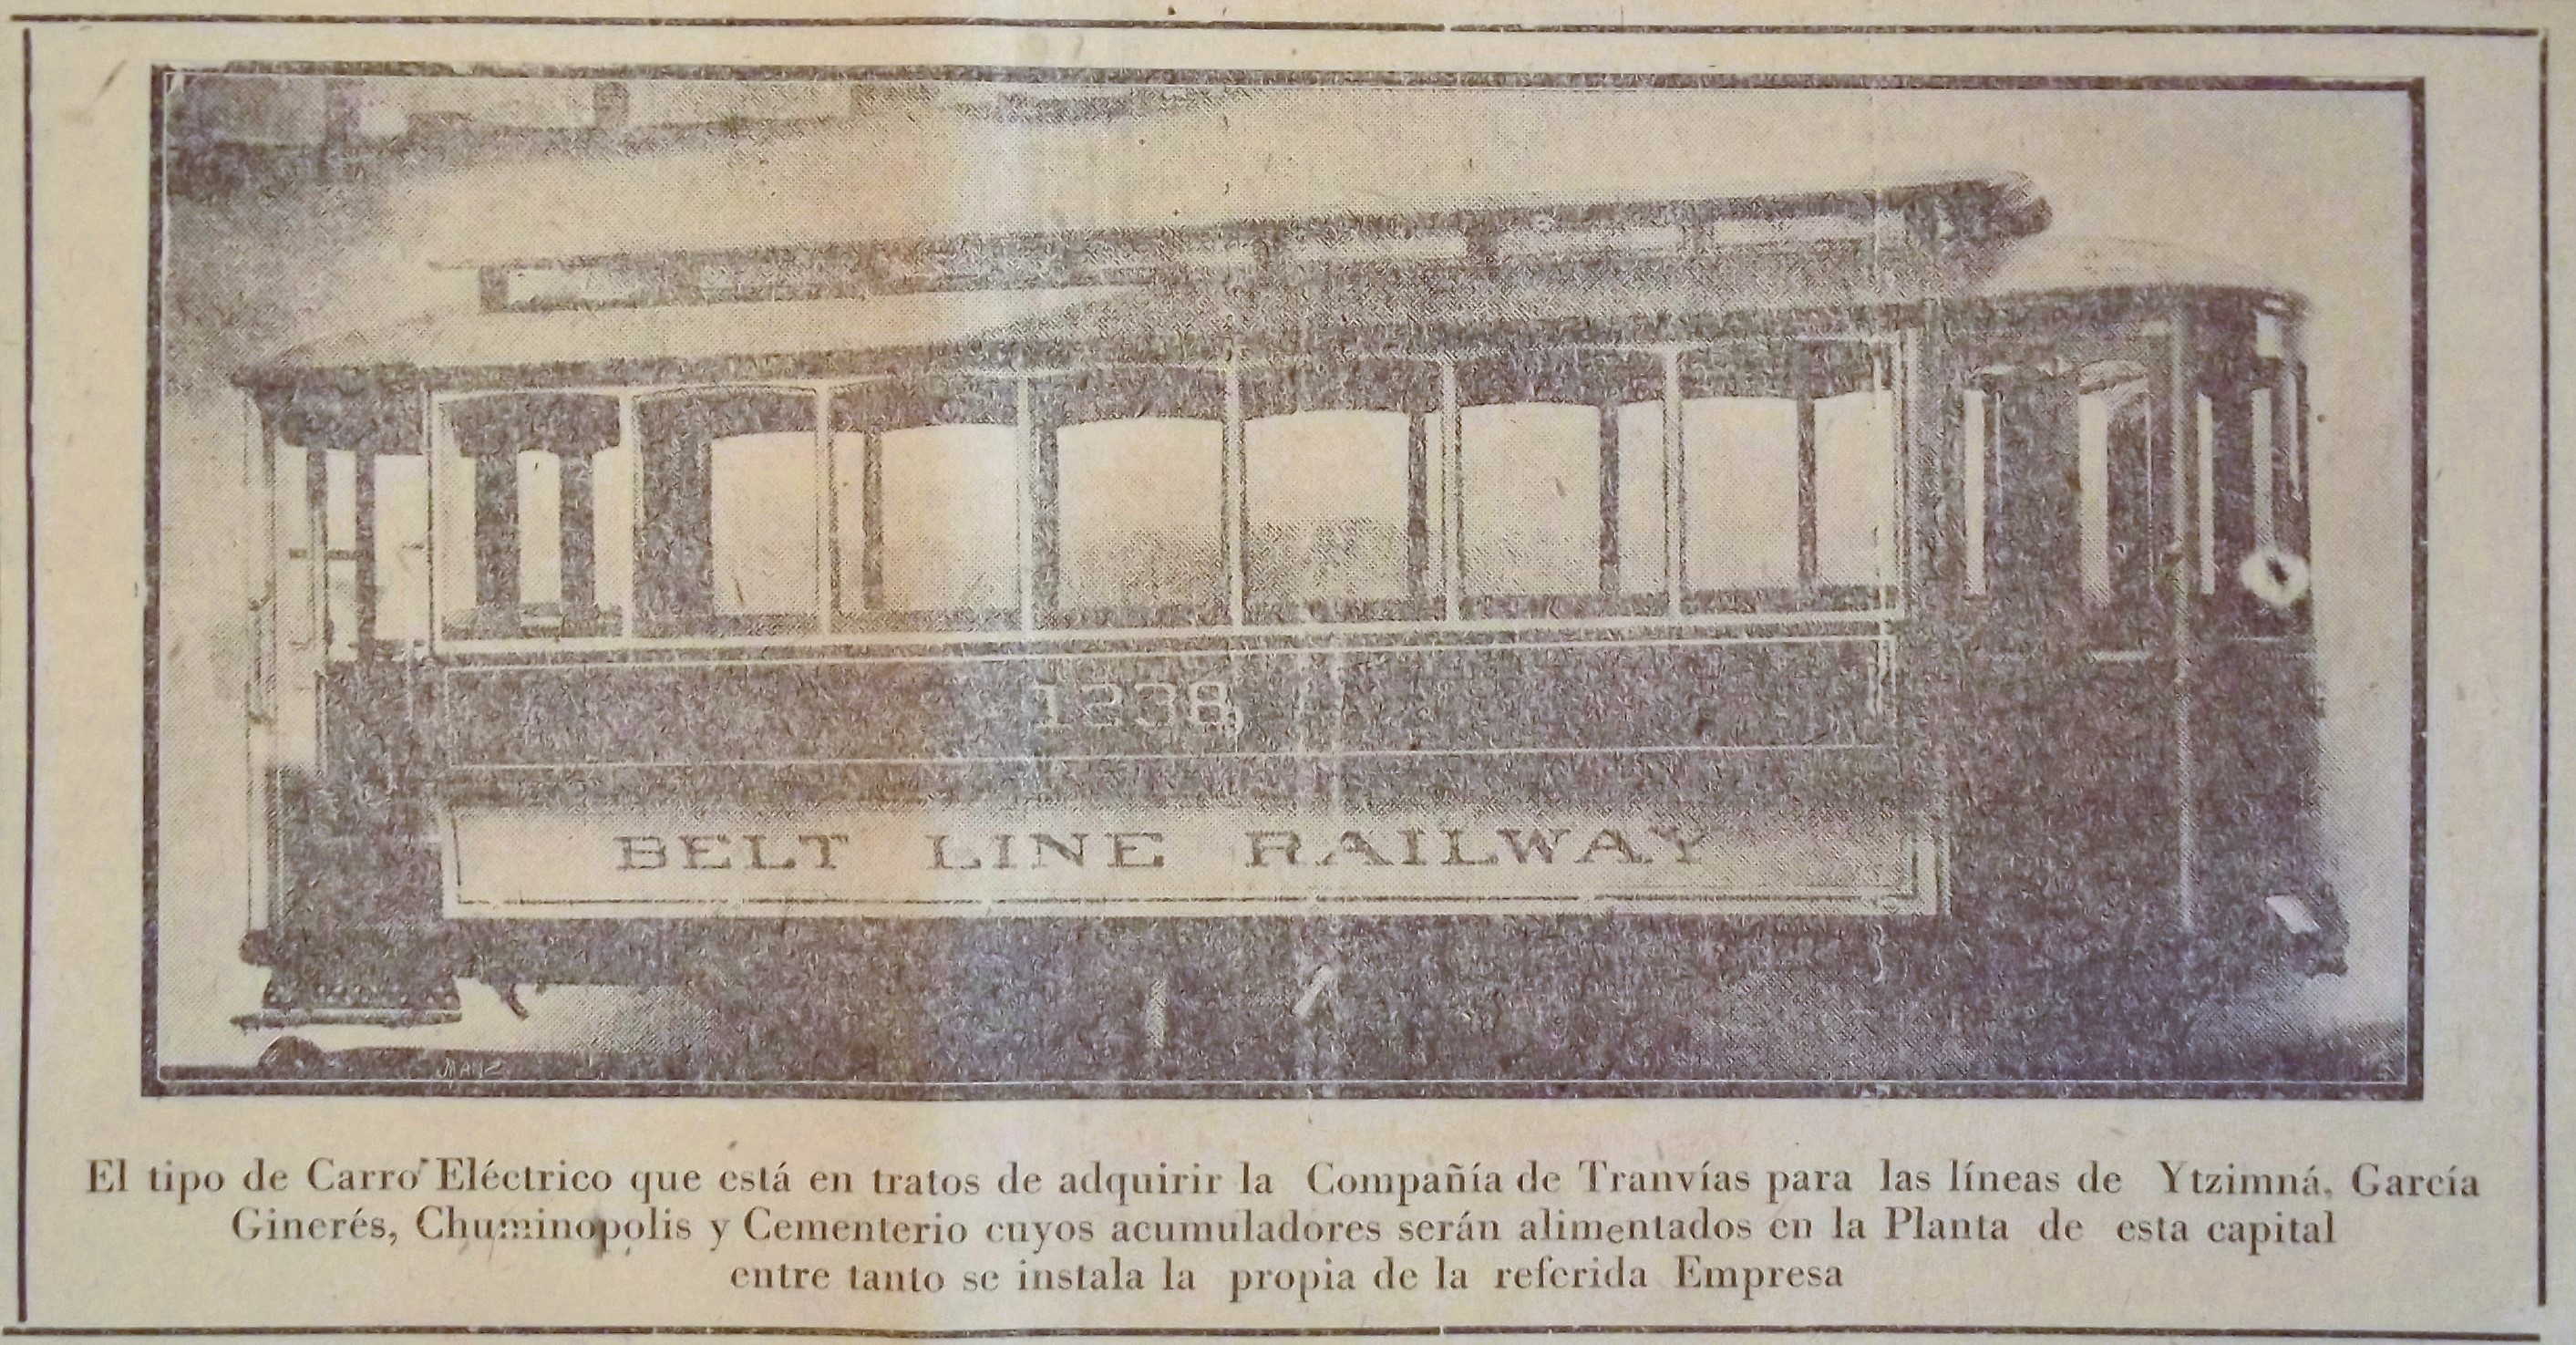 1238
BELT LINE RAILWAY
MANZ
El tipo de Carro Eléctrico que está en tratos de adquirir la Compañía de Tranvías para las líneas de Ytzimná, García
Ginerés, Chuminopolis y Cementerio cuyos acumuladores serán alimentados en la Planta de esta capital
entre tanto se instala la propia de la referida Empresa